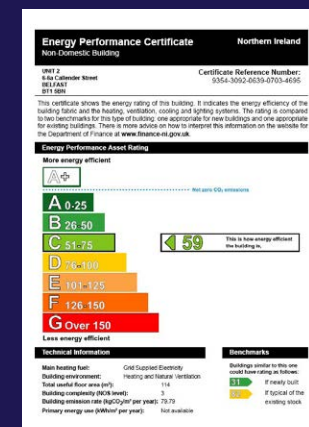 Energy Performance Certificate
Northern Ireland
Non-Domestic Building
UNIT 2
6-8a Callender Street
BELFAST
BT1 5BN
Certificate Reference Number:
9354-3092-0639-0703-4695
This certificate shows the energy rating of this building. It indicates the energy efficiency of the
building fabric and the heating, ventilation, cooling and lighting systems. The rating is compared
to two benchmarks for this type of building: one appropriate for new buildings and one appropriate
for existing buildings. There is more advice on how to interpret this information on the website for
the Department of Finance at www.finance-ni.gov.uk.
Energy Performance Asset Rating
More energy efficient
A+
Net zero CO₂ emissions
A 0-25
B 26-50
C 51-75
59
This is how energy efficient
the building is.
D 76-100
E 101-125
F 126-150
G Over 150
Less energy efficient
Technical Information
Main heating fuel: Grid Supplied Electricity
Building environment: Heating and Natural Ventilation
Total useful floor area (m²): 114
Building complexity (NOS level): 3
Building emission rate (kgCO₂/m² per year): 79.79
Primary energy use (kWh/m² per year): Not available
Benchmarks
Buildings similar to this one
could have rating as follows:
31
If newly built
If typical of the
existing stock